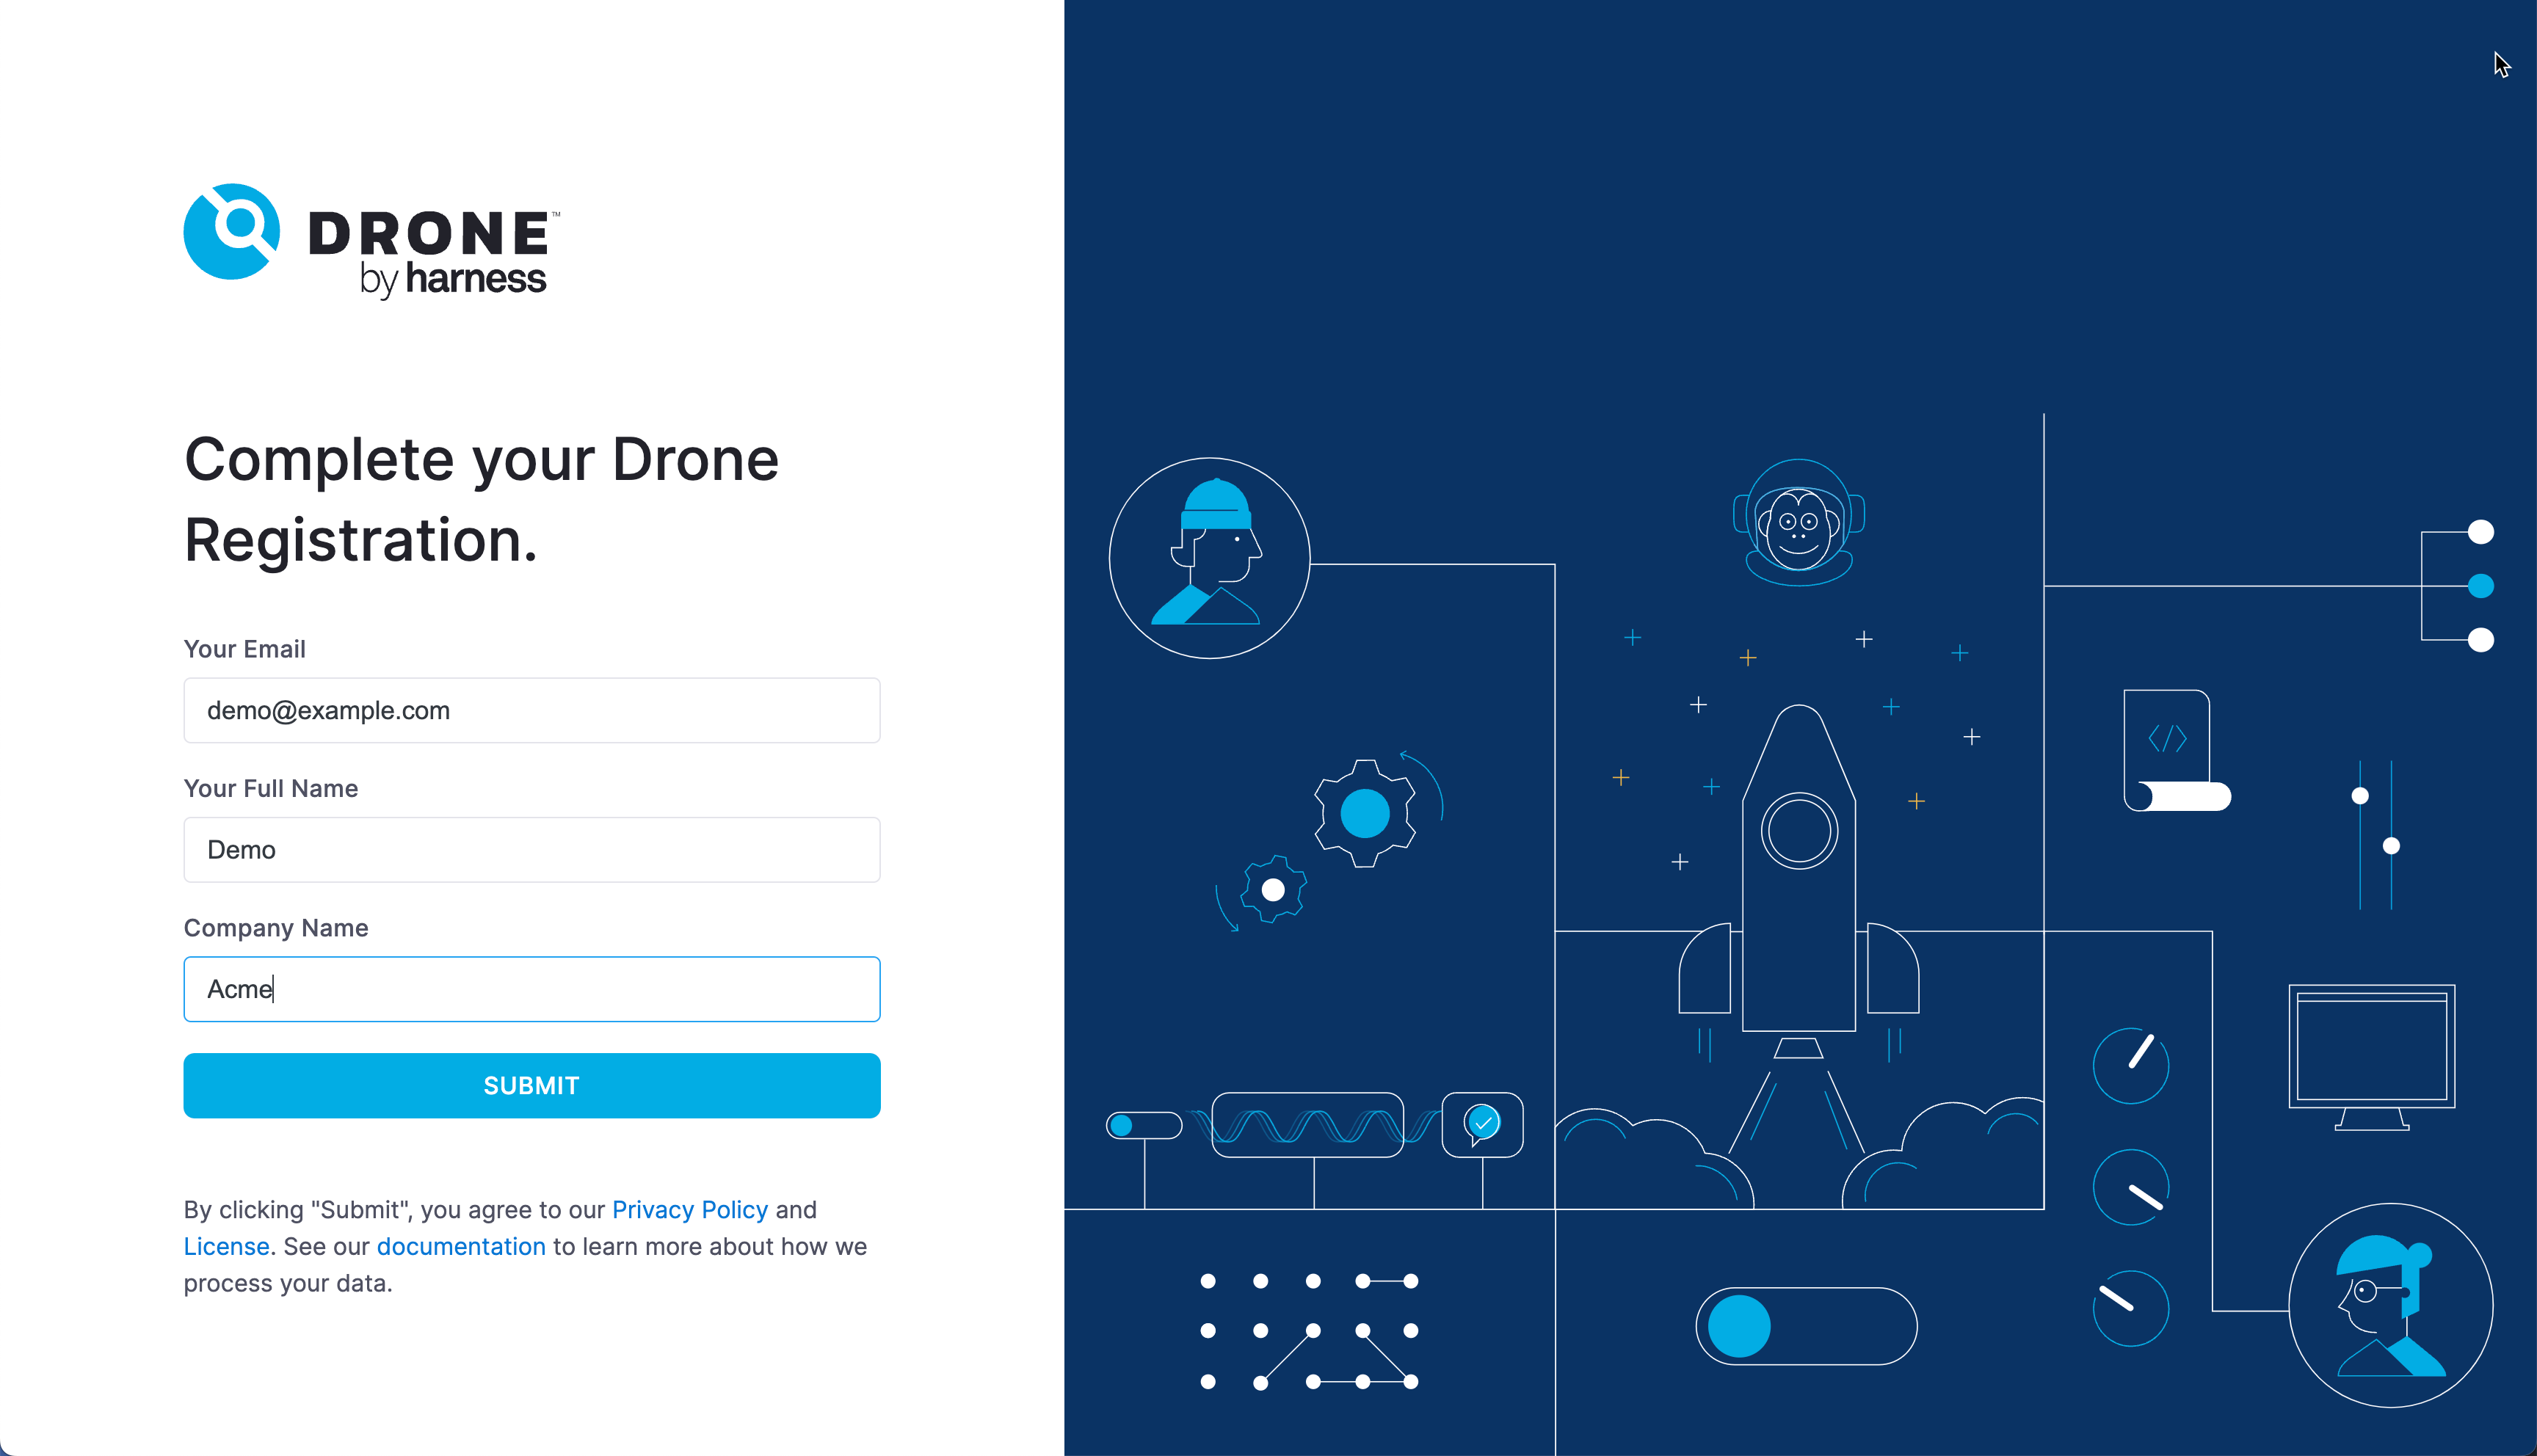 DRONE™
by harness
Complete your Drone
Registration.
Your Email
demo@example.com
Your Full Name
Demo
Company Name
Acme
SUBMIT
By clicking "Submit", you agree to our Privacy Policy and
License. See our documentation to learn more about how we
process your data.